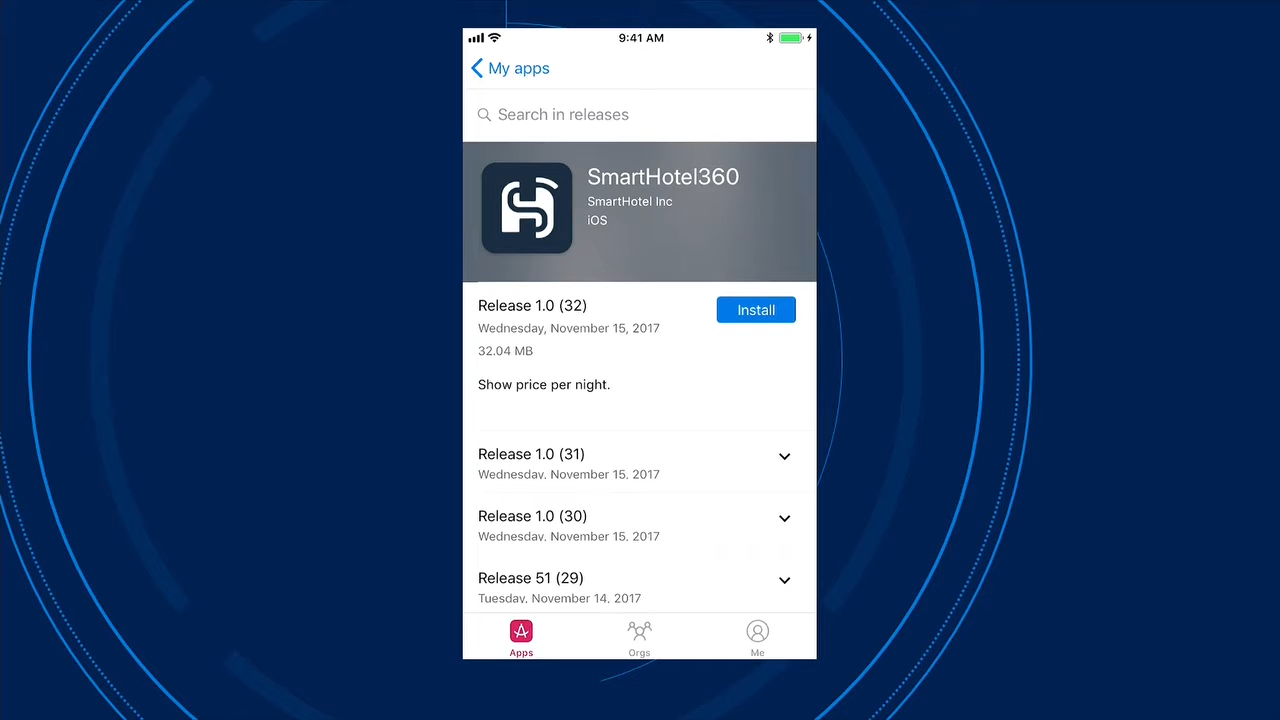 9:41 AM
My apps
Search in releases
SmartHotel360
SmartHotel Inc
iOS
Release 1.0 (32)
Install
Wednesday, November 15, 2017
32.04 MB
Show price per night.
Release 1.0 (31)
Wednesday, November 15, 2017
Release 1.0 (30)
Wednesday, November 15, 2017
Release 51 (29)
Tuesday, November 14, 2017
Apps
Orgs
Me